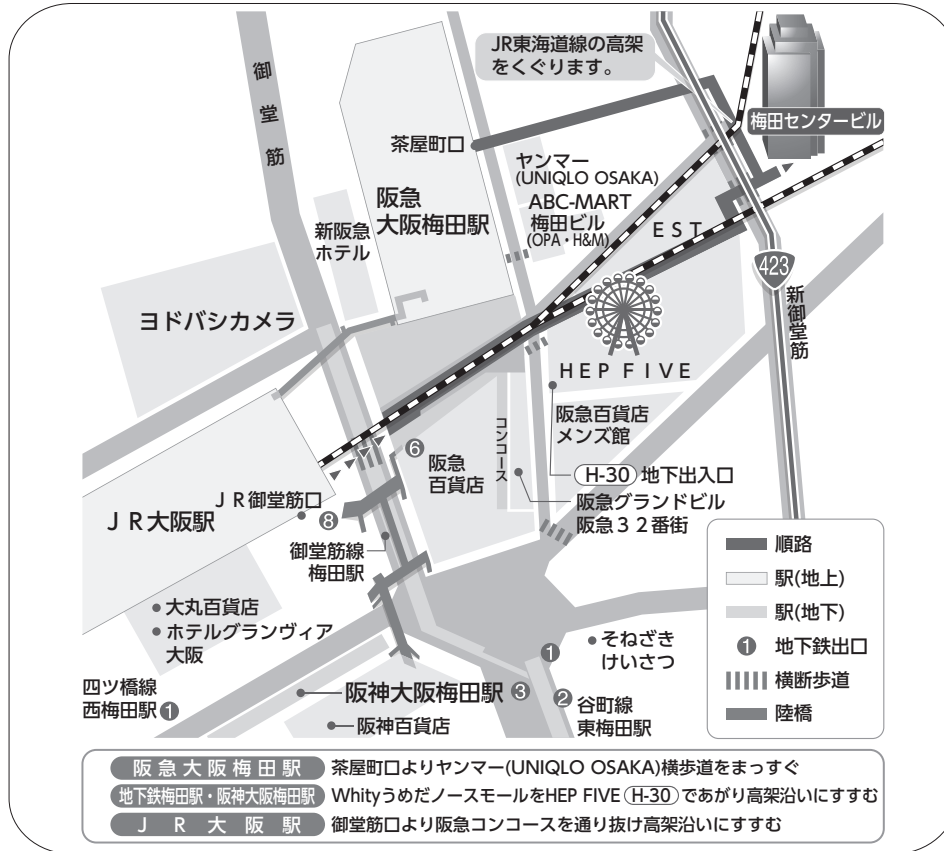 JR東海道線の高架
をくぐります。
御堂筋
梅田センタービル
茶屋町口
ヤンマー
(UNIQLO OSAKA)
ABC-MART
梅田ビル
(OPA・H&M)
阪急
大阪梅田駅
EST
新阪急
ホテル
423
新御堂筋
ヨドバシカメラ
HEP FIVE
コンコース
阪急百貨店
メンズ館
6
阪急
百貨店
H-30 地下出入口
JR御堂筋口
阪急グランドビル
阪急32番街
JR大阪駅
8
御堂筋線
梅田駅
順路
駅(地上)
駅(地下)
1 地下鉄出口
横断歩道
陸橋
大丸百貨店
ホテルグランヴィア
大阪
1
そねざき
けいさつ
四ツ橋線
西梅田駅 1
阪神大阪梅田駅 3
2 谷町線
東梅田駅
阪神百貨店
阪急大阪梅田駅 茶屋町口よりヤンマー(UNIQLO OSAKA)横歩道をまっすぐ
地下鉄梅田駅・阪神大阪梅田駅 WhityうめだノースモールをHEP FIVE H-30 であがり高架沿いにすすむ
JR大阪駅 御堂筋口より阪急コンコースを通り抜け高架沿いにすすむ